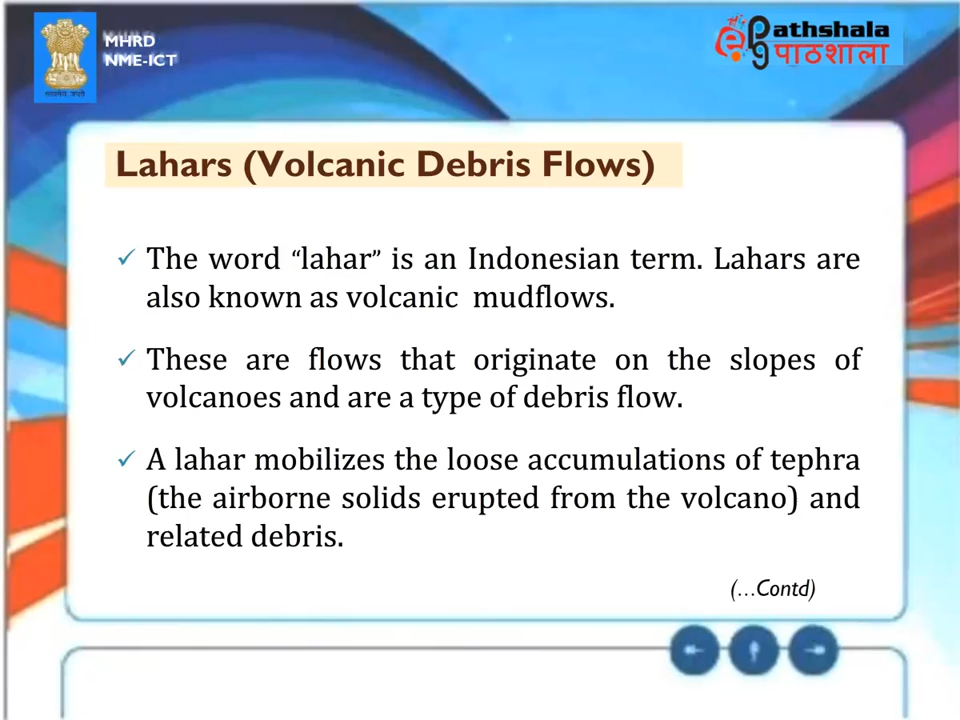 MHRD
NME-ICT
epg athshala
पाठशाला
Lahars (Volcanic Debris Flows)
✓ The word “lahar” is an Indonesian term. Lahars are
also known as volcanic mudflows.
✓ These are flows that originate on the slopes of
volcanoes and are a type of debris flow.
✓ A lahar mobilizes the loose accumulations of tephra
(the airborne solids erupted from the volcano) and
related debris.
(...Contd)